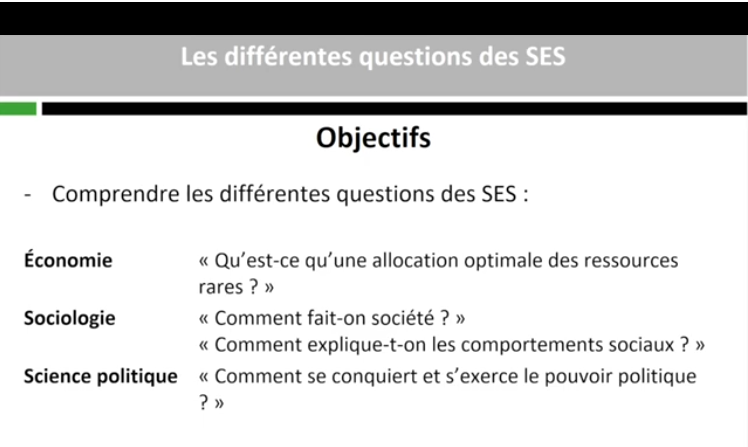 Les différentes questions des SES
Objectifs
- Comprendre les différentes questions des SES :
Économie « Qu’est-ce qu’une allocation optimale des ressources
rares ? »
Sociologie « Comment fait-on société ? »
« Comment explique-t-on les comportements sociaux ? »
Science politique « Comment se conquiert et s’exerce le pouvoir politique
? »